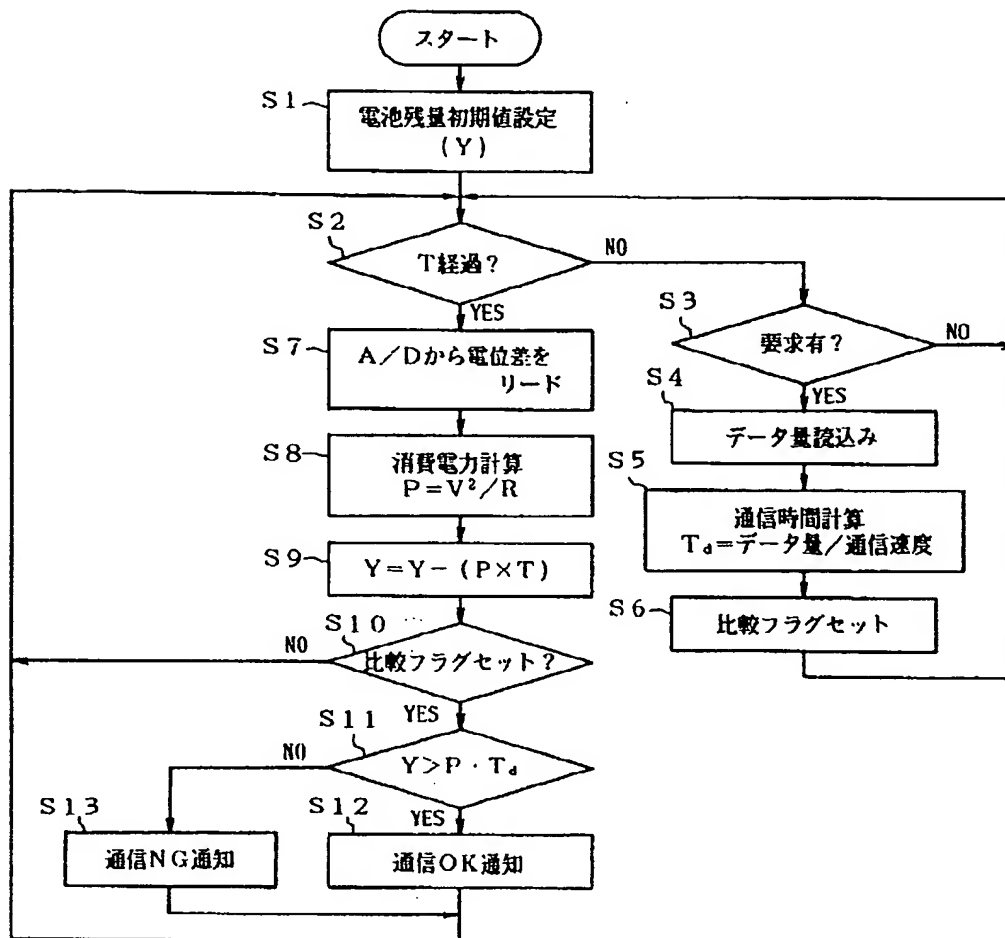 スタート
S1
電池残量初期値設定
(Y)
S2
T経過？
NO
YES
S3
要求有？
NO
YES
S7
A／Dから電位差を
リード
S4
データ量読込み
S8
消費電力計算
P＝V²／R
S5
通信時間計算
Td＝データ量／通信速度
S9
Y＝Y－（P×T）
S6
比較フラグセット
S10
比較フラグセット？
NO
YES
S11
Y＞P・Td
NO
YES
S13
通信NG通知
S12
通信OK通知